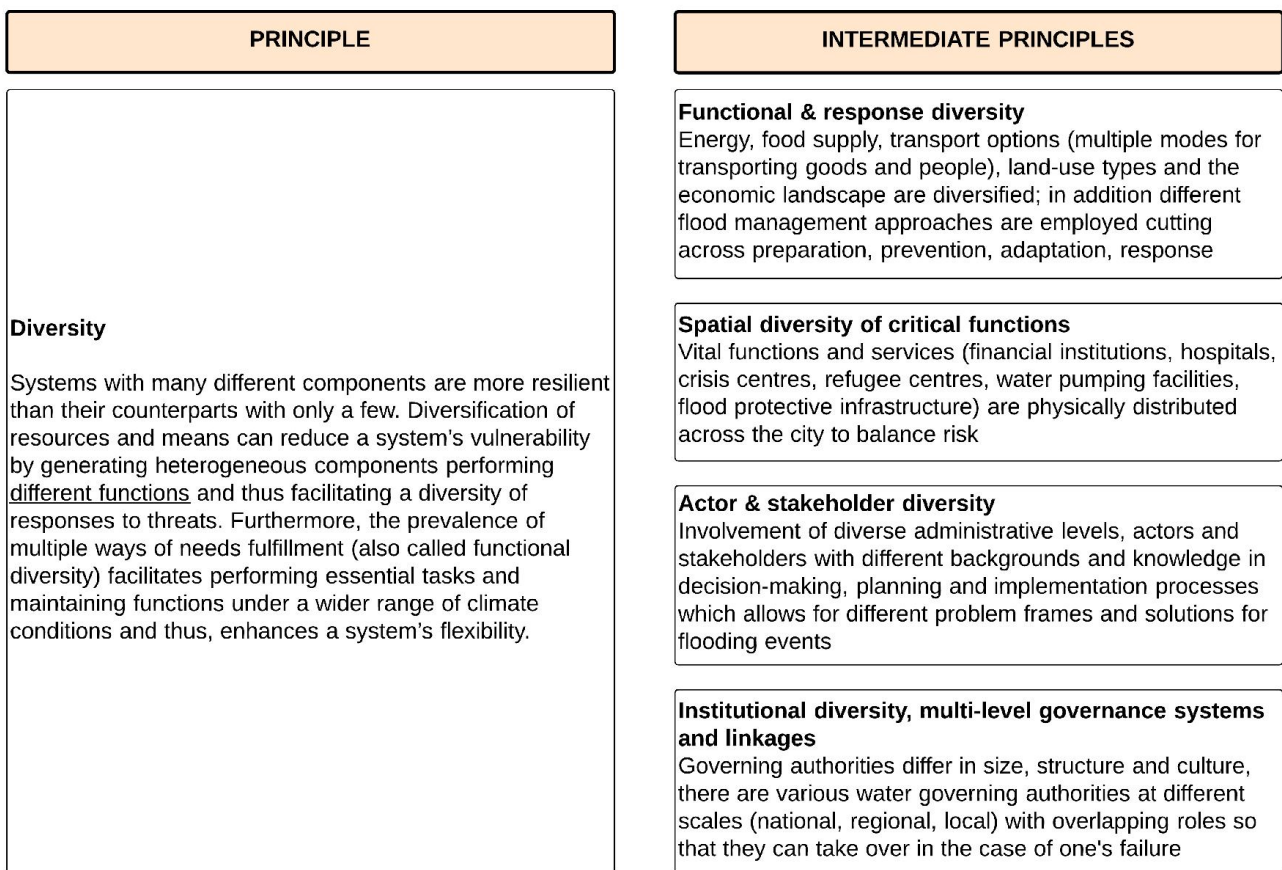 PRINCIPLE
Diversity
Systems with many different components are more resilient
than their counterparts with only a few. Diversification of
resources and means can reduce a system's vulnerability
by generating heterogeneous components performing
different functions and thus facilitating a diversity of
responses to threats. Furthermore, the prevalence of
multiple ways of needs fulfillment (also called functional
diversity) facilitates performing essential tasks and
maintaining functions under a wider range of climate
conditions and thus, enhances a system's flexibility.
INTERMEDIATE PRINCIPLES
Functional & response diversity
Energy, food supply, transport options (multiple modes for
transporting goods and people), land-use types and the
economic landscape are diversified; in addition different
flood management approaches are employed cutting
across preparation, prevention, adaptation, response
Spatial diversity of critical functions
Vital functions and services (financial institutions, hospitals,
crisis centres, refugee centres, water pumping facilities,
flood protective infrastructure) are physically distributed
across the city to balance risk
Actor & stakeholder diversity
Involvement of diverse administrative levels, actors and
stakeholders with different backgrounds and knowledge in
decision-making, planning and implementation processes
which allows for different problem frames and solutions for
flooding events
Institutional diversity, multi-level governance systems
and linkages
Governing authorities differ in size, structure and culture,
there are various water governing authorities at different
scales (national, regional, local) with overlapping roles so
that they can take over in the case of one's failure